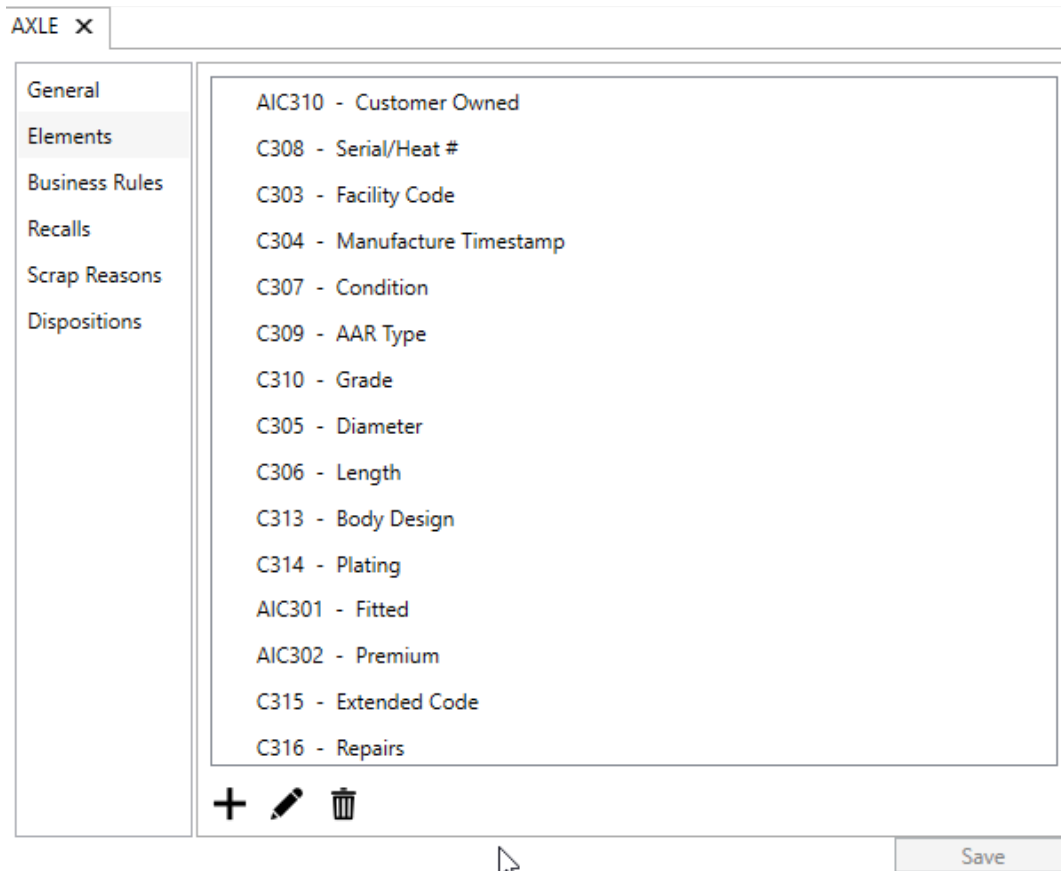 AXLE X
General
Elements
Business Rules
Recalls
Scrap Reasons
Dispositions
AIC310 - Customer Owned
C308 - Serial/Heat #
C303 - Facility Code
C304 - Manufacture Timestamp
C307 - Condition
C309 - AAR Type
C310 - Grade
C305 - Diameter
C306 - Length
C313 - Body Design
C314 - Plating
AIC301 - Fitted
AIC302 - Premium
C315 - Extended Code
C316 - Repairs
Save